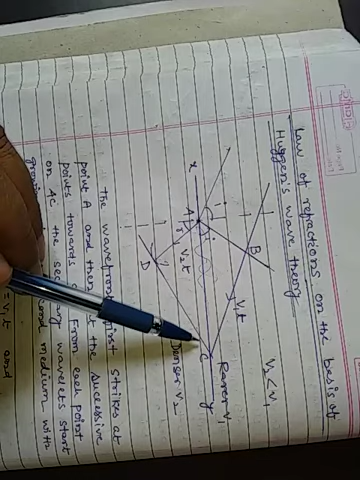 Law of refractions on the basis of
Huygen's wave theory
V₂ < V₁
B
V₁t
Rarer V₁
x
A
i
r
C
y
V₂t
D
Denser V₂
The wavefront first strikes at
point A and then at the successive
points towards From each point
on AC the secondary wavelets start
medium with
= V₁t and